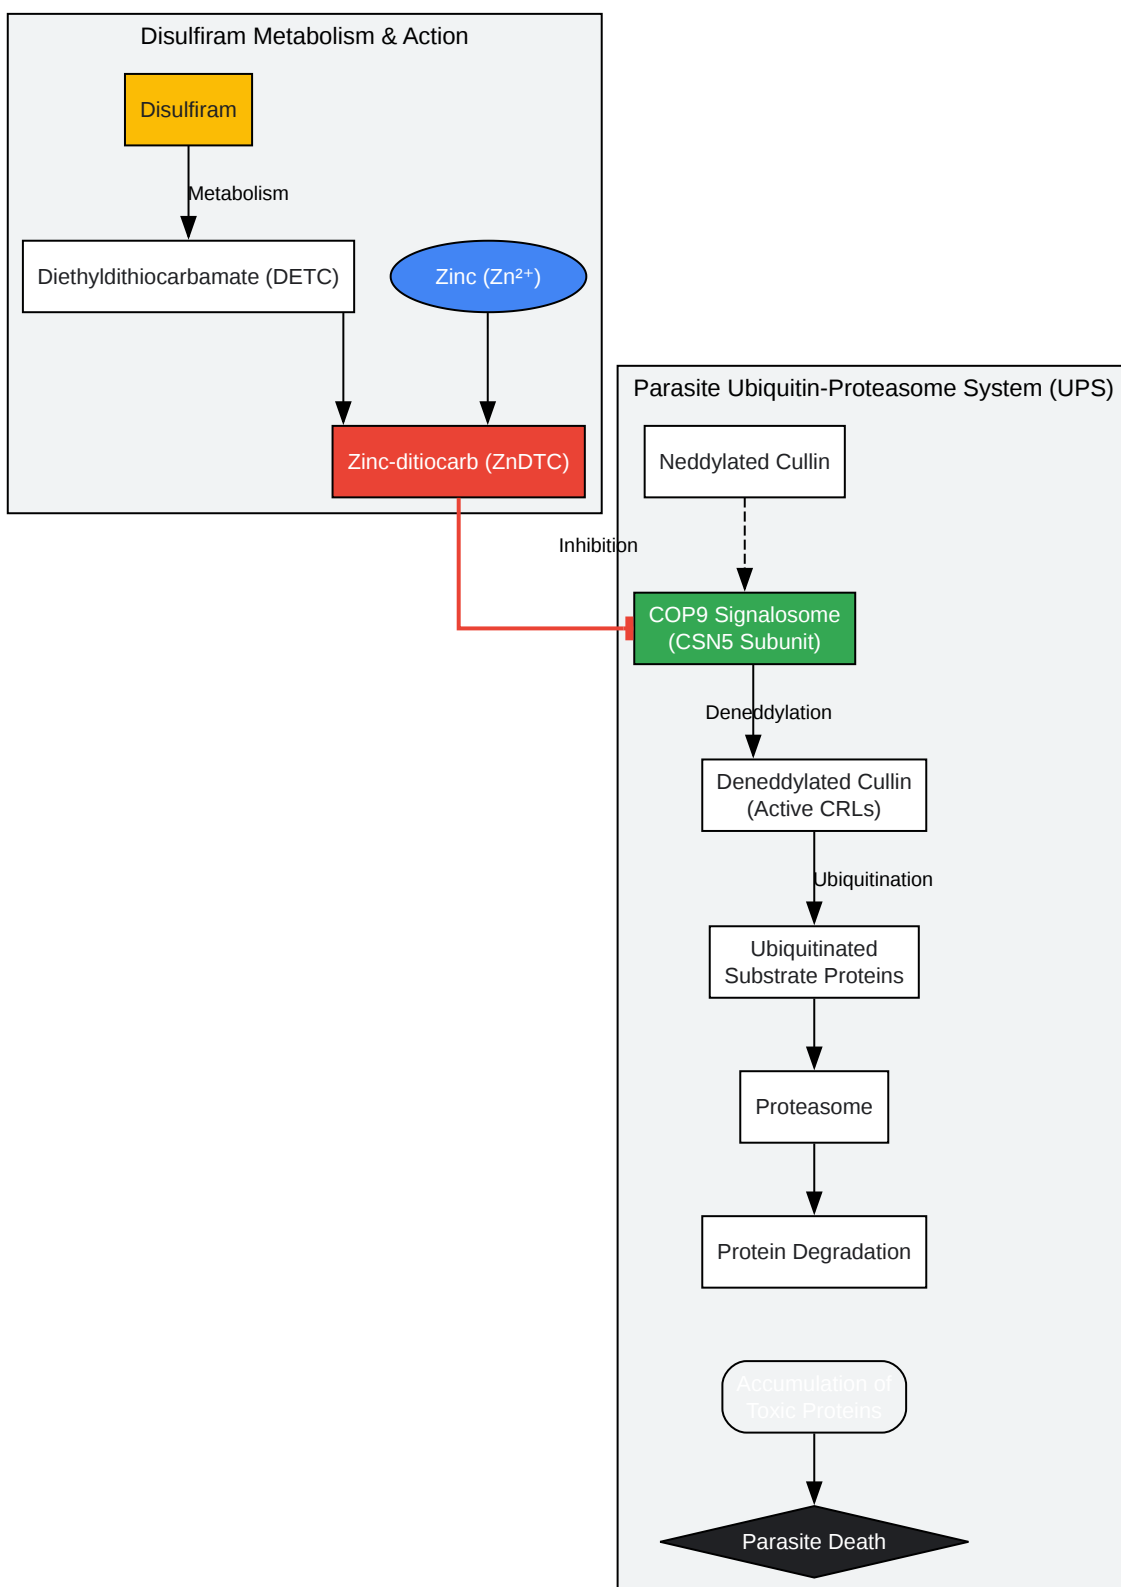 Disulfiram Metabolism & Action
Disulfiram
Metabolism
Diethyldithiocarbamate (DETC)
Zinc (Zn²⁺)
Zinc-ditiocarb (ZnDTC)
Inhibition
Parasite Ubiquitin-Proteasome System (UPS)
Neddylated Cullin
COP9 Signalosome
(CSN5 Subunit)
Deneddylation
Deneddylated Cullin
(Active CRLs)
Ubiquitination
Ubiquitinated
Substrate Proteins
Proteasome
Protein Degradation
Accumulation of
Toxic Proteins
Parasite Death